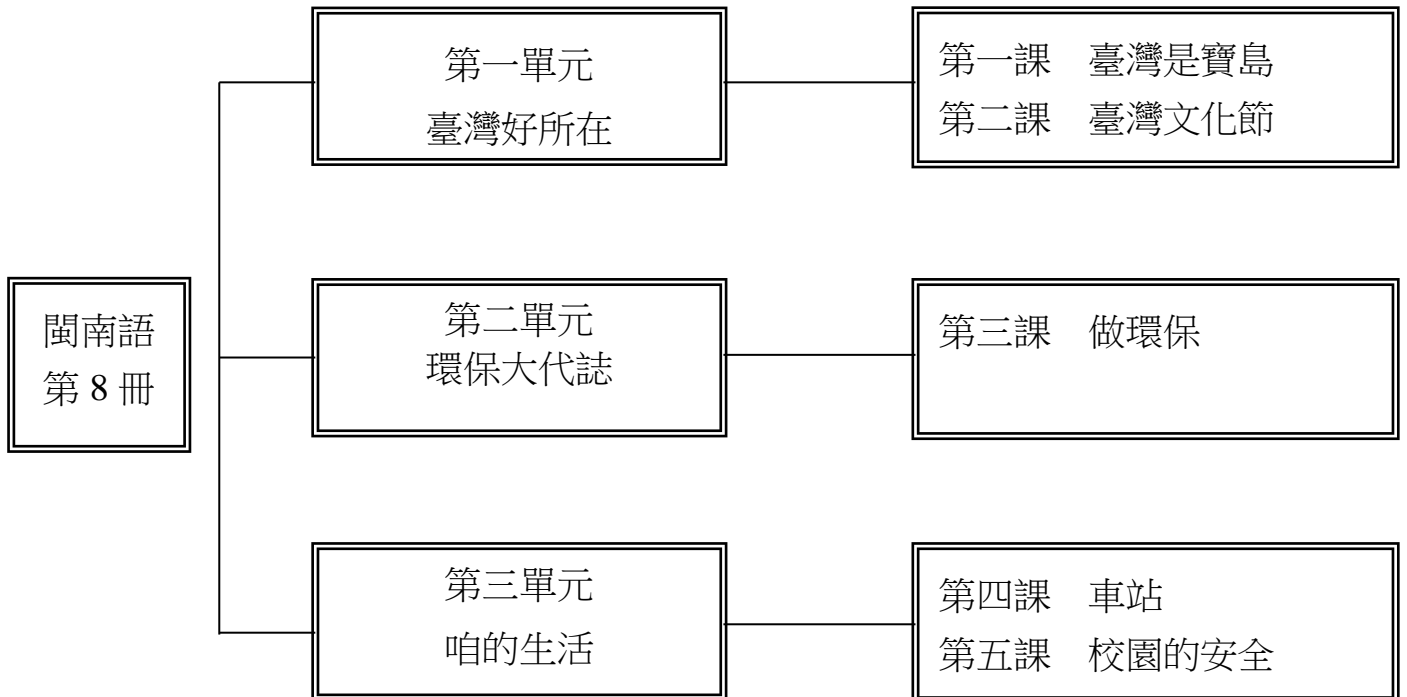 閩南語
第 8 冊
第一單元
臺灣好所在
第一課　臺灣是寶島
第二課　臺灣文化節
第二單元
環保大代誌
第三課　做環保
第三單元
咱的生活
第四課　車站
第五課　校園的安全